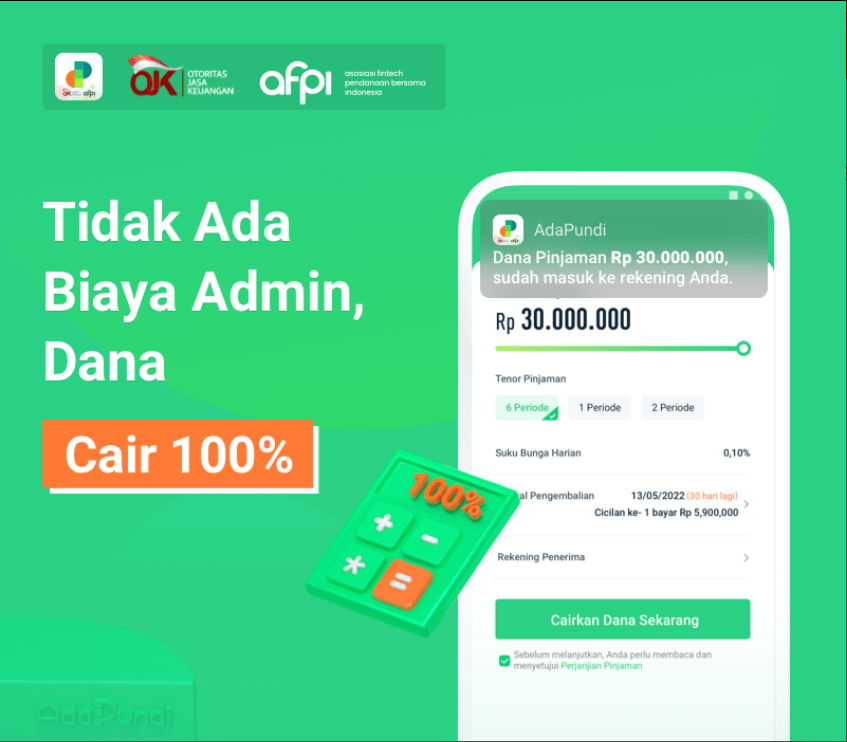 OJK OTORITAS
JASA
KEUANGAN
afpi asosiasi fintech
pendanaan bersama
indonesia
Tidak Ada
Biaya Admin,
Dana
Cair 100%
AdaPundi
Dana Pinjaman Rp 30.000.000,
sudah masuk ke rekening Anda.
Rp 30.000.000
Tenor Pinjaman
6 Periode 1 Periode 2 Periode
Suku Bunga Harian 0,10%
al Pengembalian 13/05/2022 (30 hari lagi)
Cicilan ke- 1 bayar Rp 5,900,000
Rekening Penerima
Cairkan Dana Sekarang
Sebelum melanjutkan, Anda perlu membaca dan
menyetujui Perjanjian Pinjaman
100%
+ -
* =
AdaPundi